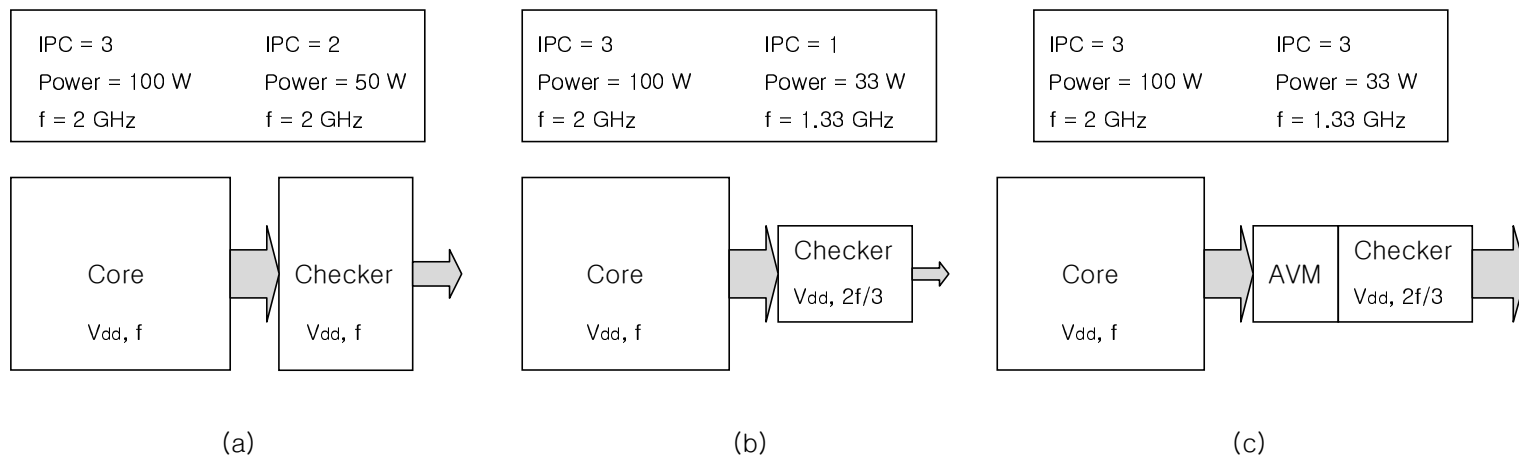 IPC = 3 IPC = 2
Power = 100 W Power = 50 W
f = 2 GHz f = 2 GHz
Core
Vdd, f
Checker
Vdd, f
(a)
IPC = 3 IPC = 1
Power = 100 W Power = 33 W
f = 2 GHz f = 1.33 GHz
Core
Vdd, f
Checker
Vdd, 2f/3
(b)
IPC = 3 IPC = 3
Power = 100 W Power = 33 W
f = 2 GHz f = 1.33 GHz
Core
Vdd, f
AVM
Checker
Vdd, 2f/3
(c)